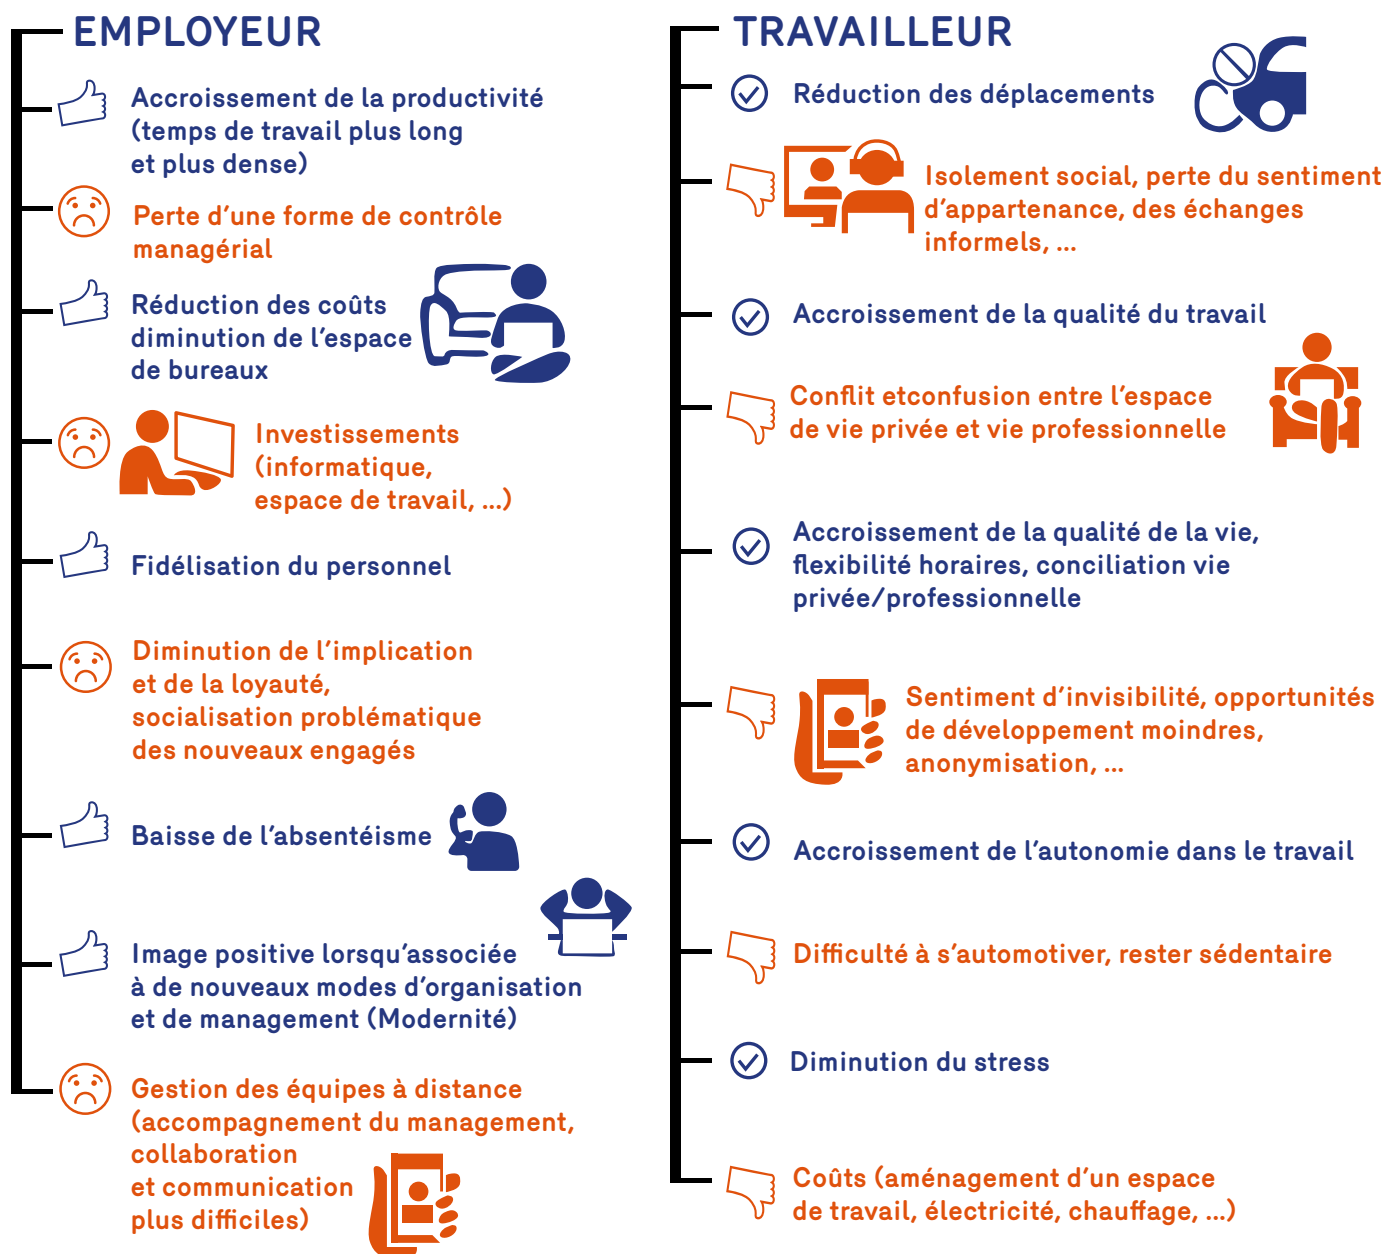 EMPLOYEUR
Accroissement de la productivité
(temps de travail plus long
et plus dense)
Perte d’une forme de contrôle
managérial
Réduction des coûts
diminution de l’espace
de bureaux
Investissements
(informatique,
espace de travail, ...)
Fidélisation du personnel
Diminution de l’implication
et de la loyauté,
socialisation problématique
des nouveaux engagés
Baisse de l’absentéisme
Image positive lorsqu’associée
à de nouveaux modes d’organisation
et de management (Modernité)
Gestion des équipes à distance
(accompagnement du management,
collaboration
et communication
plus difficiles)
TRAVAILLEUR
Réduction des déplacements
Isolement social, perte du sentiment
d’appartenance, des échanges
informels, ...
Accroissement de la qualité du travail
Conflit etconfusion entre l’espace
de vie privée et vie professionnelle
Accroissement de la qualité de la vie,
flexibilité horaires, conciliation vie
privée/professionnelle
Sentiment d’invisibilité, opportunités
de développement moindres,
anonymisation, ...
Accroissement de l’autonomie dans le travail
Difficulté à s’automotiver, rester sédentaire
Diminution du stress
Coûts (aménagement d’un espace
de travail, électricité, chauffage, ...)